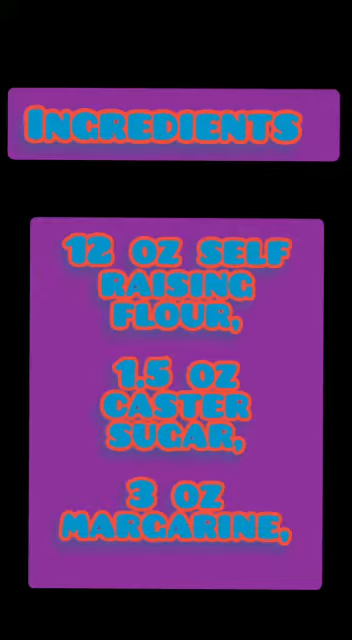 INGREDIENTS
12 OZ SELF
RAISING
FLOUR,
1.5 OZ
CASTER
SUGAR,
3 OZ
MARGARINE,